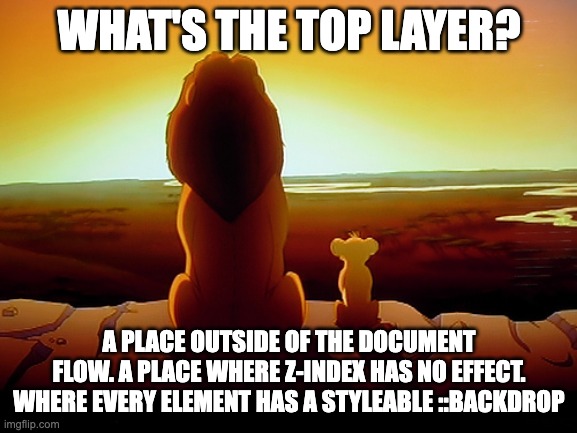 WHAT'S THE TOP LAYER?
A PLACE OUTSIDE OF THE DOCUMENT
FLOW. A PLACE WHERE Z-INDEX HAS NO EFFECT.
WHERE EVERY ELEMENT HAS A STYLEABLE ::BACKDROP
imgflip.com